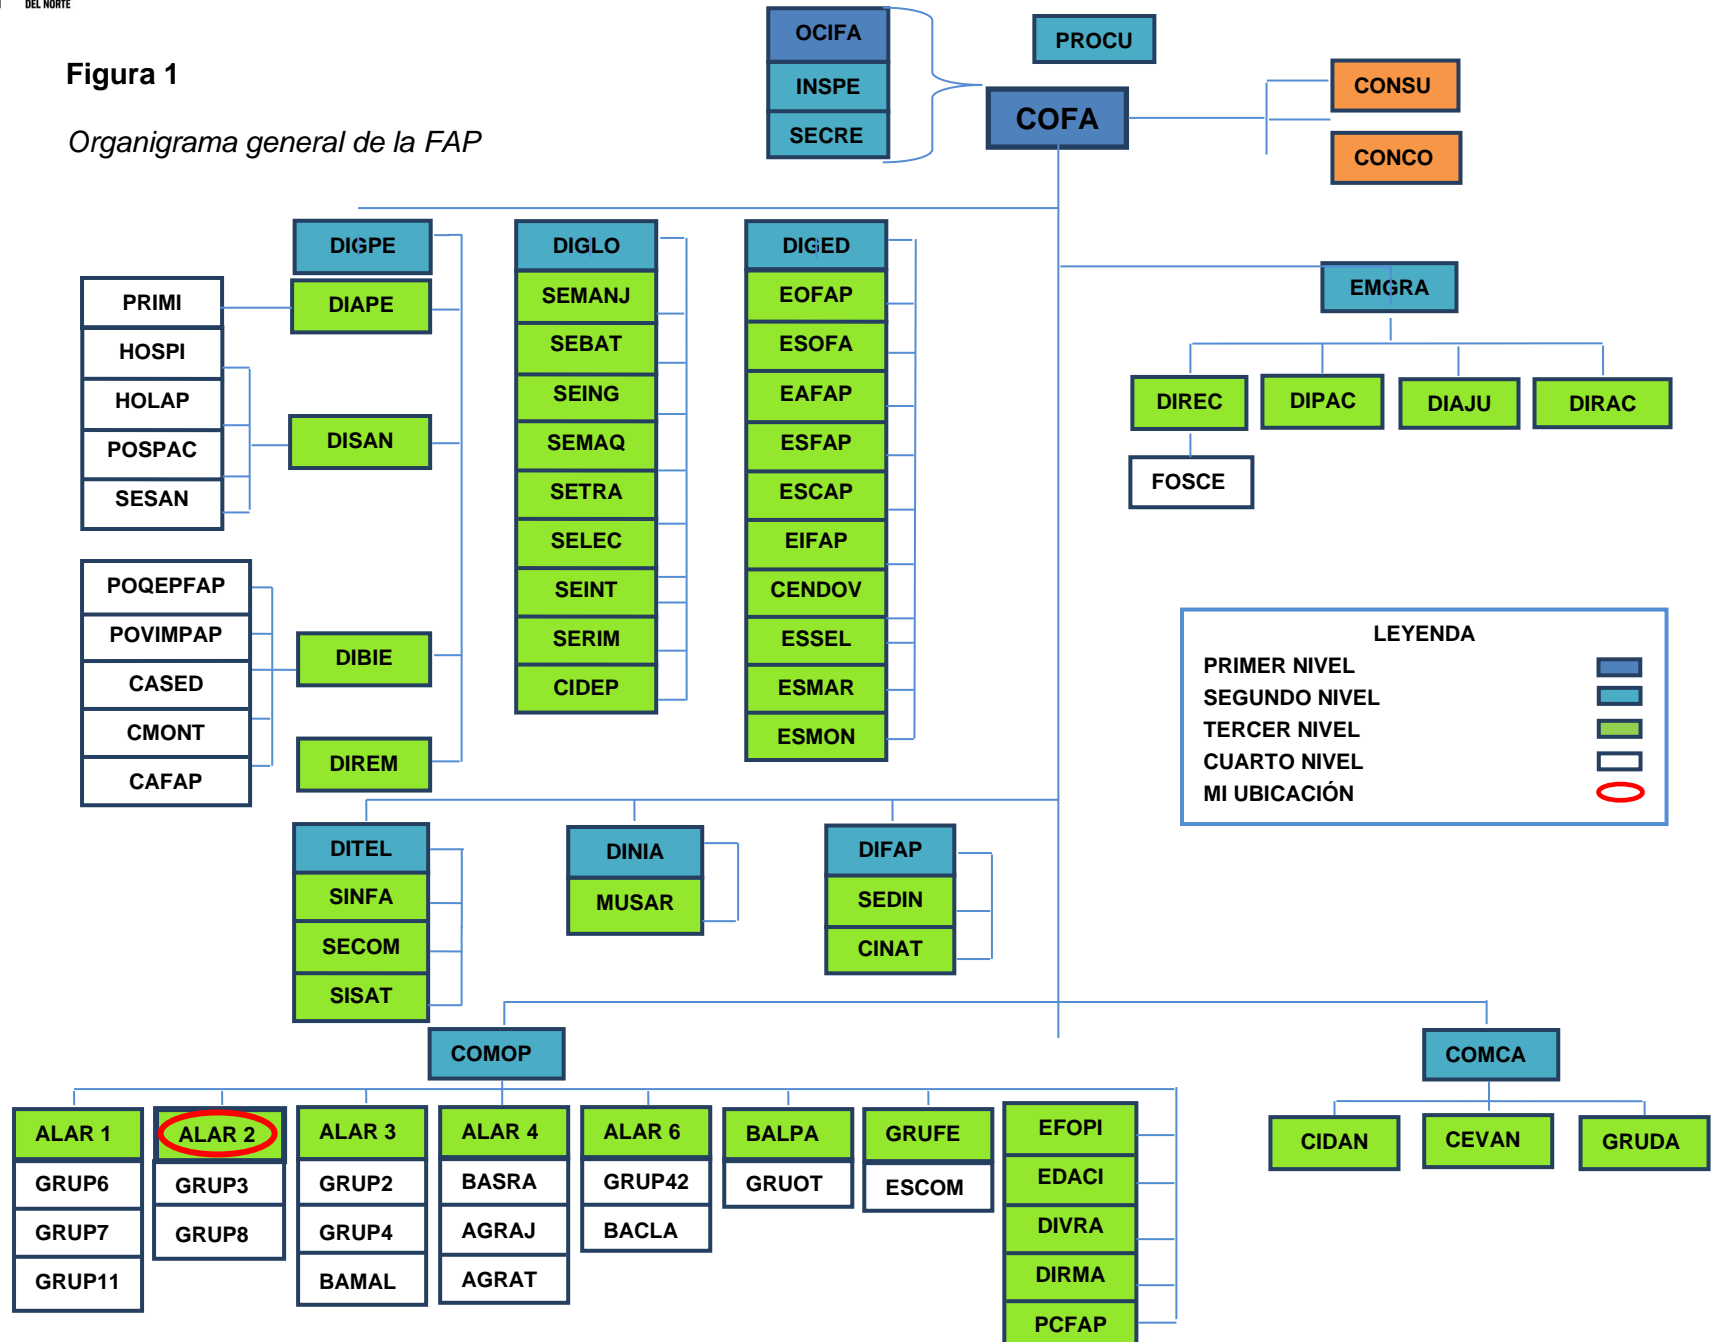 DEL NORTE
Figura 1
Organigrama general de la FAP
OCIFA
INSPE
SECRE
PROCU
COFA
CONSU
CONCO
DIGPE
DIAPE
DISAN
DIBIE
DIREM
PRIMI
HOSPI
HOLAP
POSPAC
SESAN
POQEPFAP
POVIMPAP
CASED
CMONT
CAFAP
DIGLO
SEMANJ
SEBAT
SEING
SEMAQ
SETRA
SELEC
SEINT
SERIM
CIDEP
DIGED
EOFAP
ESOFA
EAFAP
ESFAP
ESCAP
EIFAP
CENDOV
ESSEL
ESMAR
ESMON
EMGRA
DIREC
DIPAC
DIAJU
DIRAC
FOSCE
LEYENDA
PRIMER NIVEL
SEGUNDO NIVEL
TERCER NIVEL
CUARTO NIVEL
MI UBICACIÓN
DITEL
SINFA
SECOM
SISAT
DINIA
MUSAR
DIFAP
SEDIN
CINAT
COMOP
COMCA
ALAR 1
GRUP6
GRUP7
GRUP11
ALAR 2
GRUP3
GRUP8
ALAR 3
GRUP2
GRUP4
BAMAL
ALAR 4
BASRA
AGRAJ
AGRAT
ALAR 6
GRUP42
BACLA
BALPA
GRUOT
GRUFE
ESCOM
EFOPI
EDACI
DIVRA
DIRMA
PCFAP
CIDAN
CEVAN
GRUDA